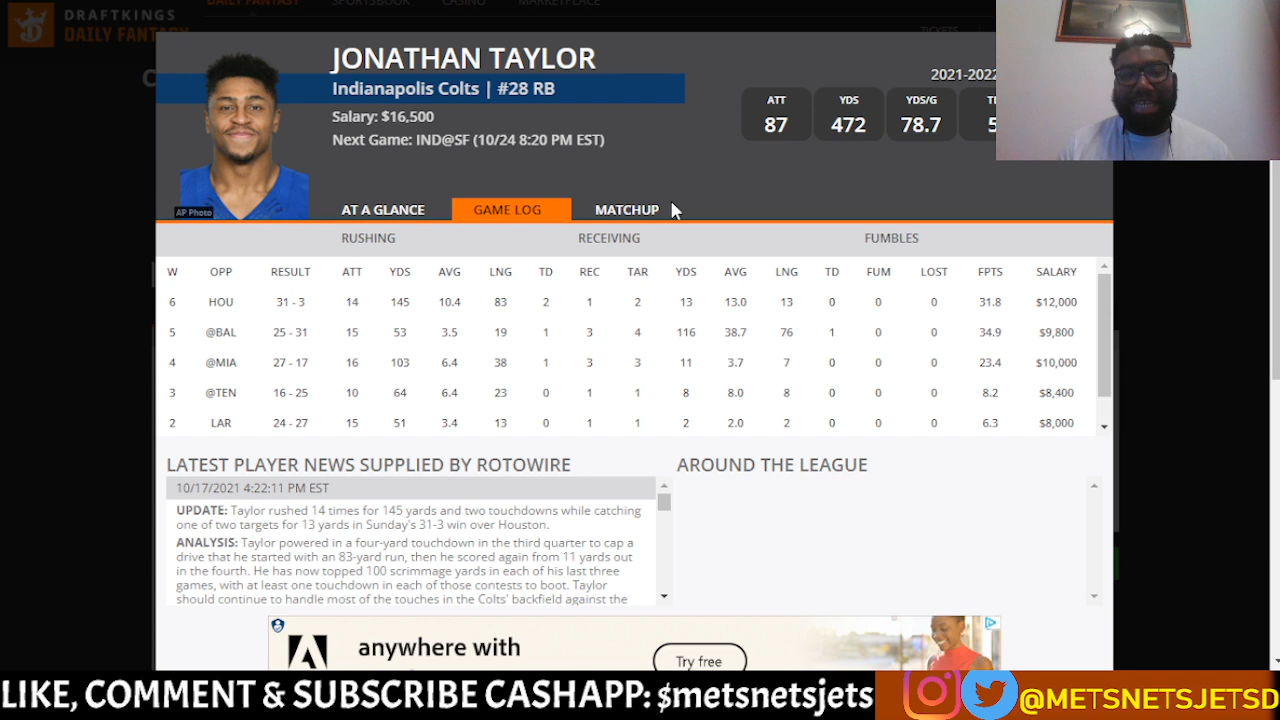 DRAFTKINGS
DAILY FANTASY
DAILY FANTASY SPORTSBOOK CASINO MARKETPLACE
JONATHAN TAYLOR
Indianapolis Colts | #28 RB
Salary: $16,500
Next Game: IND@SF (10/24 8:20 PM EST)
2021-2022
ATT YDS YDS/G
87 472 78.7 5
AP Photo
AT A GLANCE GAME LOG MATCHUP
RUSHING RECEIVING FUMBLES
W OPP RESULT ATT YDS AVG LNG TD REC TAR YDS AVG LNG TD FUM LOST FPTS SALARY
6 HOU 31 - 3 14 145 10.4 83 2 1 2 13 13.0 13 0 0 0 31.8 $12,000
5 @BAL 25 - 31 15 53 3.5 19 1 3 4 116 38.7 76 1 0 0 34.9 $9,800
4 @MIA 27 - 17 16 103 6.4 38 1 3 3 11 3.7 7 0 0 0 23.4 $10,000
3 @TEN 16 - 25 10 64 6.4 23 0 1 1 8 8.0 8 0 0 0 8.2 $8,400
2 LAR 24 - 27 15 51 3.4 13 0 1 1 2 2.0 2 0 0 0 6.3 $8,000
LATEST PLAYER NEWS SUPPLIED BY ROTOWIRE
10/17/2021 4:22:11 PM EST
UPDATE: Taylor rushed 14 times for 145 yards and two touchdowns while catching
one of two targets for 13 yards in Sunday's 31-3 win over Houston.
ANALYSIS: Taylor powered in a four-yard touchdown in the third quarter to cap a
drive that he started with an 83-yard run, then he scored again from 11 yards out
in the fourth. He has now topped 100 scrimmage yards in each of his last three
games, with at least one touchdown in each of those contests to boot. Taylor
should continue to handle most of the touches in the Colts' backfield against the
AROUND THE LEAGUE
anywhere with
Try free
LIKE, COMMENT & SUBSCRIBE CASHAPP: $metsnetsjets
@METSNETSJETSD